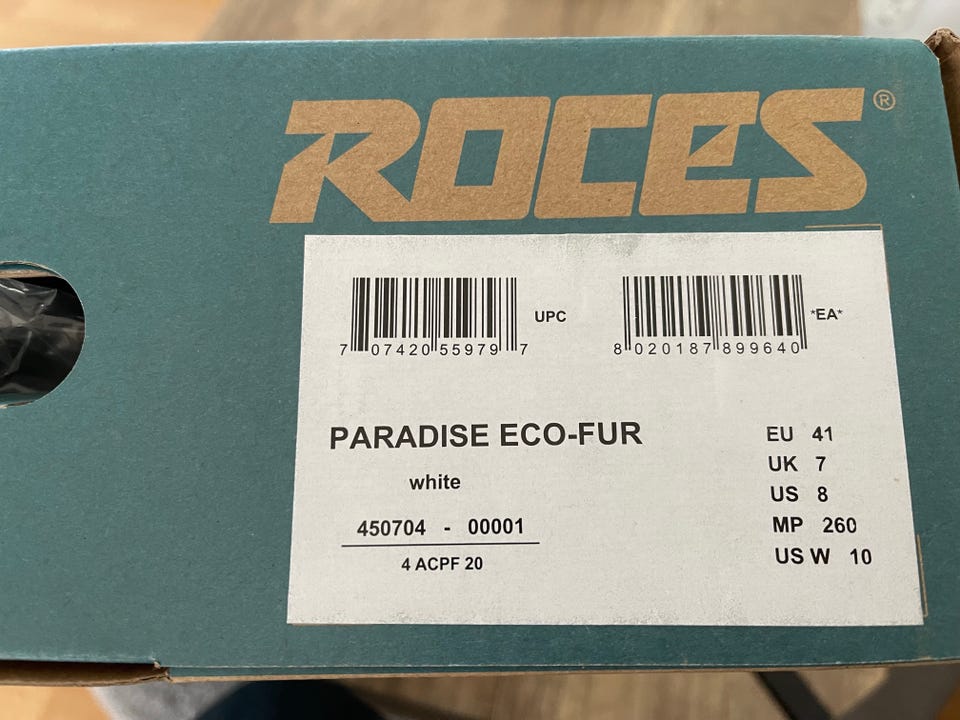 ROCES®
7 07420 55979 7
UPC
8 020187 899640
*EA*
PARADISE ECO-FUR
white
450704 - 00001
4 ACPF 20
EU 41
UK 7
US 8
MP 260
US W 10